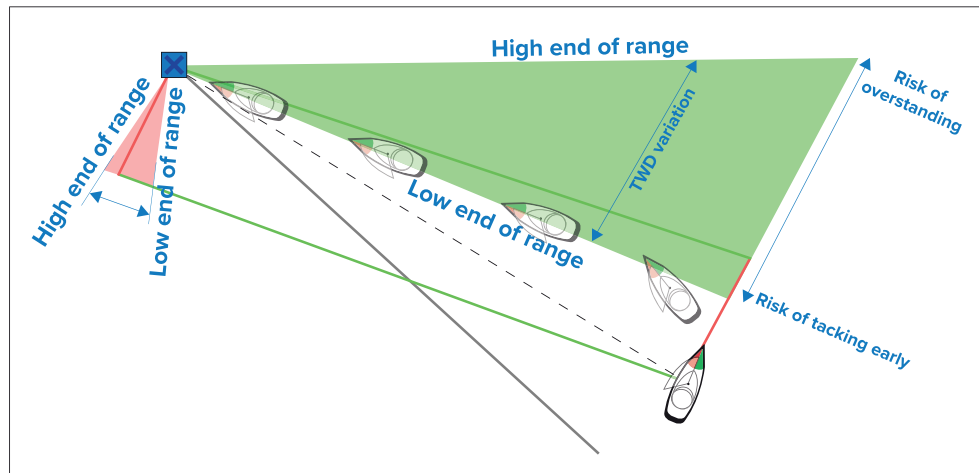 High end of range
Risk of
overstanding
TWD variation
High end of range
Low end of range
Low end of range
Risk of tacking early